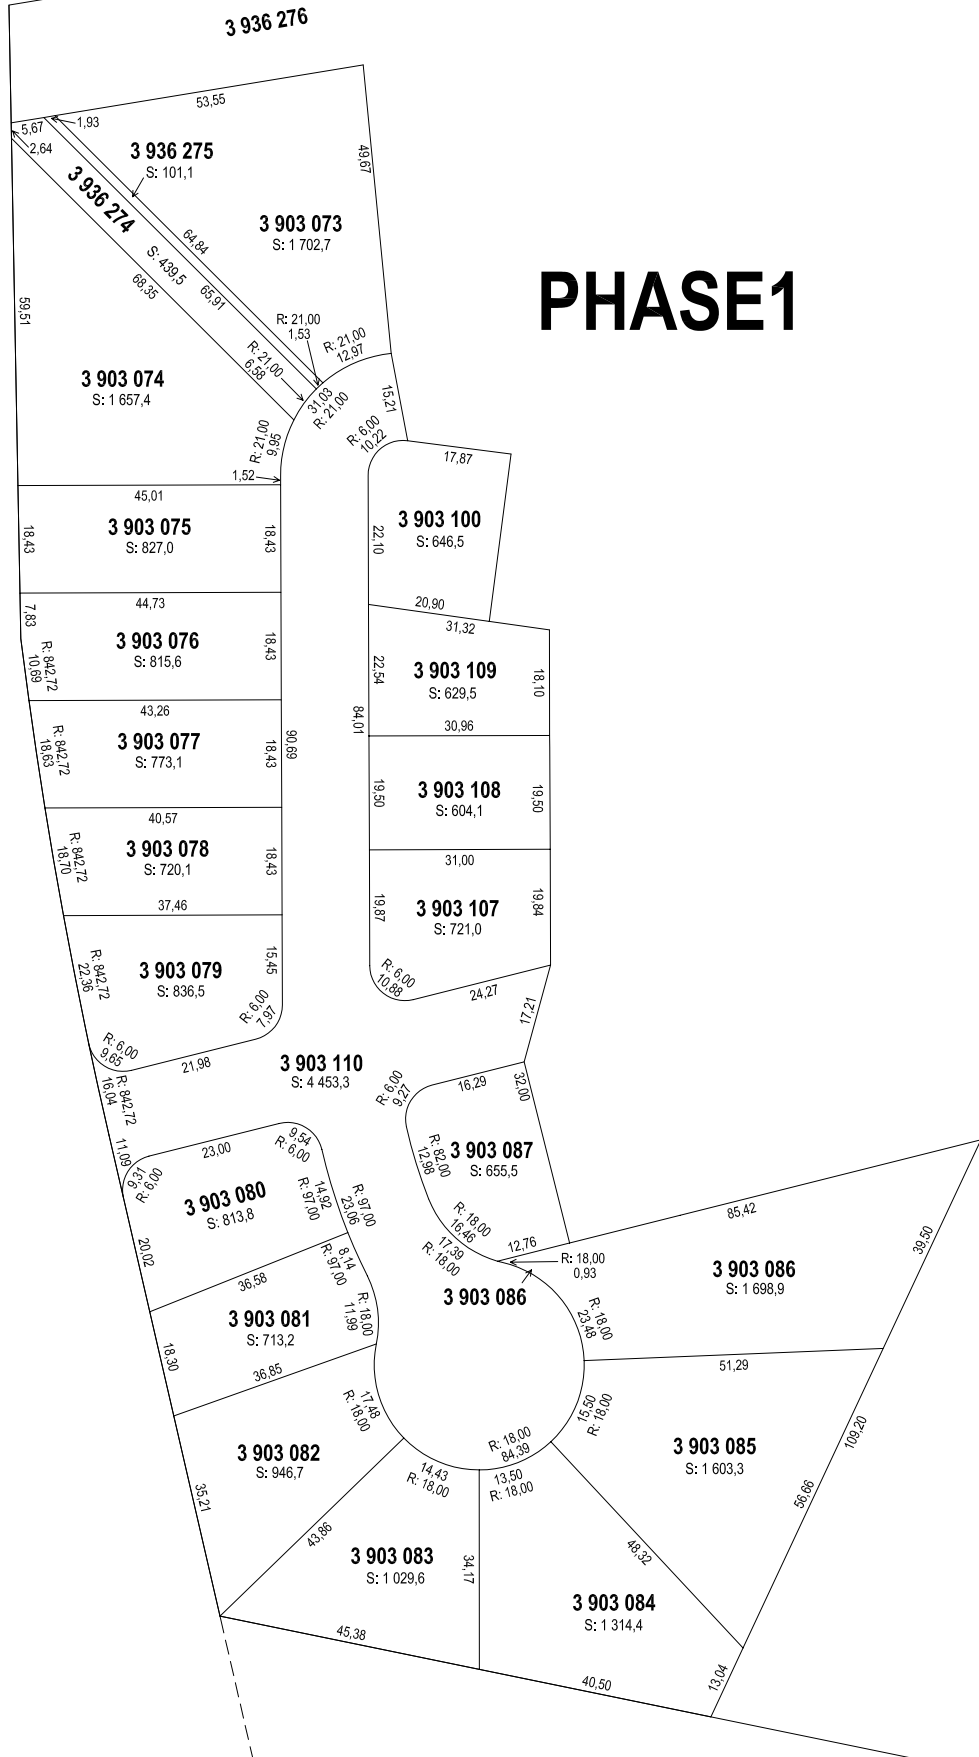 3 936 276
53,55
5,67
1,93
2,64
3 936 275
S: 101,1
49,67
3 936 274
S: 439,5
3 903 073
S: 1 702,7
64,84
65,91
68,35
PHASE1
59,51
R: 21,00
1,53
R: 21,00
12,97
R: 21,00
6,58
3 903 074
S: 1 657,4
31,03
R: 21,00
15,21
R: 6,00
10,22
R: 21,00
9,95
17,87
1,52
45,01
18,43
3 903 075
S: 827,0
18,43
22,10
3 903 100
S: 646,5
44,73
20,90
7,83
31,32
3 903 076
S: 815,6
18,43
R: 842,72
10,69
22,54
3 903 109
S: 629,5
18,10
43,26
84,01
30,96
90,69
R: 842,72
18,63
3 903 077
S: 773,1
18,43
19,50
3 903 108
S: 604,1
19,50
40,57
R: 842,72
18,70
3 903 078
S: 720,1
18,43
31,00
37,46
19,87
3 903 107
S: 721,0
19,84
R: 842,72
22,36
3 903 079
S: 836,5
15,45
R: 6,00
7,97
R: 6,00
10,88
24,27
17,21
R: 6,00
9,65
21,98
3 903 110
S: 4 453,3
R: 842,72
16,04
R: 6,00
9,27
16,29
32,00
11,09
23,00
9,54
R: 6,00
9,31
R: 6,00
R: 82,00
12,98
3 903 087
S: 655,5
3 903 080
S: 813,8
14,92
R: 97,00
R: 97,00
23,06
R: 18,00
16,46
17,39
R: 18,00
85,42
20,02
12,76
39,50
8,14
R: 97,00
R: 18,00
0,93
36,58
3 903 086
3 903 086
S: 1 698,9
3 903 081
S: 713,2
R: 18,00
11,99
R: 18,00
23,48
18,30
36,85
51,29
17,48
R: 18,00
15,50
R: 18,00
109,20
3 903 082
S: 946,7
R: 18,00
84,39
3 903 085
S: 1 603,3
14,43
R: 18,00
13,50
R: 18,00
35,21
56,66
43,86
3 903 083
S: 1 029,6
34,17
48,32
3 903 084
S: 1 314,4
45,38
40,50
13,04